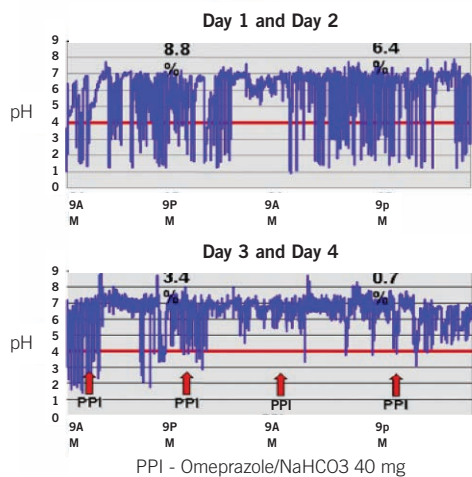 Day 1 and Day 2
9
8
7
6
5
4
3
2
1
0
pH
8.8
%
6.4
%
9A
M
9P
M
9A
M
9p
M
Day 3 and Day 4
9
8
7
6
5
4
3
2
1
0
pH
3.4
%
0.7
%
PPI
PPI
PPI
PPI
9A
M
9P
M
9A
M
9p
M
PPI - Omeprazole/NaHCO3 40 mg